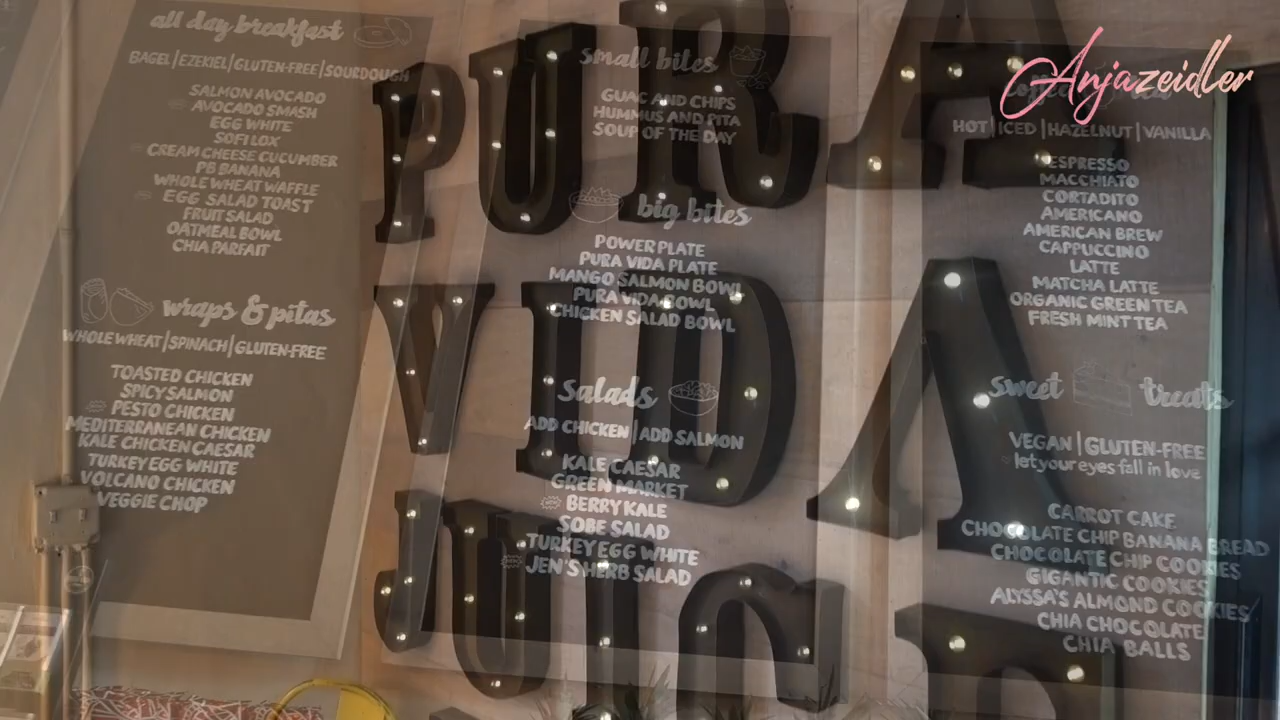 Anjazeidler
all day breakfast
BAGEL|EZEKIEL|GLUTEN-FREE|SOURDOUGH
SALMON AVOCADO
AVOCADO SMASH
EGG WHITE
SOFI LOX
CREAM CHEESE CUCUMBER
PB BANANA
WHOLE WHEAT WAFFLE
EGG SALAD TOAST
FRUIT SALAD
OATMEAL BOWL
CHIA PARFAIT
wraps & pitas
WHOLE WHEAT|SPINACH|GLUTEN-FREE
TOASTED CHICKEN
SPICY SALMON
PESTO CHICKEN
MEDITERRANEAN CHICKEN
KALE CHICKEN CAESAR
TURKEY EGG WHITE
VOLCANO CHICKEN
VEGGIE CHOP
small bites
GUAC AND CHIPS
HUMMUS AND PITA
SOUP OF THE DAY
big bites
POWER PLATE
PURA VIDA PLATE
MANGO SALMON BOWL
PURA VIDA BOWL
CHICKEN SALAD BOWL
salads
ADD CHICKEN|ADD SALMON
KALE CAESAR
GREEN MARKET
BERRY KALE
SOBE SALAD
TURKEY EGG WHITE
JEN'S HERB SALAD
HOT|ICED|HAZELNUT|VANILLA
ESPRESSO
MACCHIATO
CORTADITO
AMERICANO
AMERICAN BREW
CAPPUCCINO
LATTE
MATCHA LATTE
ORGANIC GREEN TEA
FRESH MINT TEA
sweet treats
VEGAN|GLUTEN-FREE
let your eyes fall in love
CARROT CAKE
CHOCOLATE CHIP BANANA BREAD
CHOCOLATE CHIP COOKIES
GIGANTIC COOKIES
ALYSSA'S ALMOND COOKIES
CHIA CHOCOLATE
CHIA BALLS
PURA
VIDA